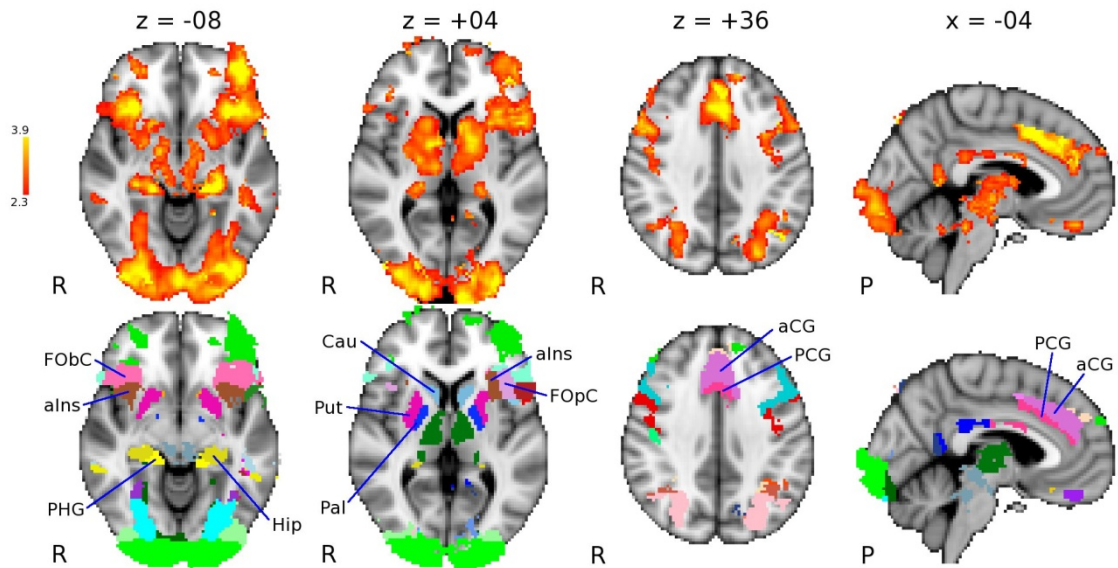 z = -08
z = +04
z = +36
x = -04
3.9
2.3
R
R
R
P
FObC
aIns
PHG
Hip
R
Cau
Put
Pal
aIns
FOpC
R
aCG
PCG
R
PCG
aCG
P